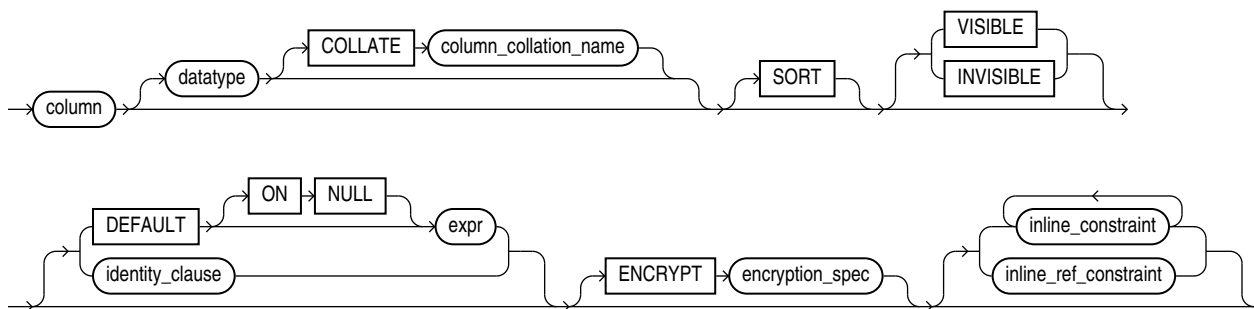 COLLATE column_collation_name VISIBLE
datatype SORT INVISIBLE
column
ON NULL
DEFAULT expr inline_constraint
identity_clause ENCRYPT encryption_spec inline_ref_constraint